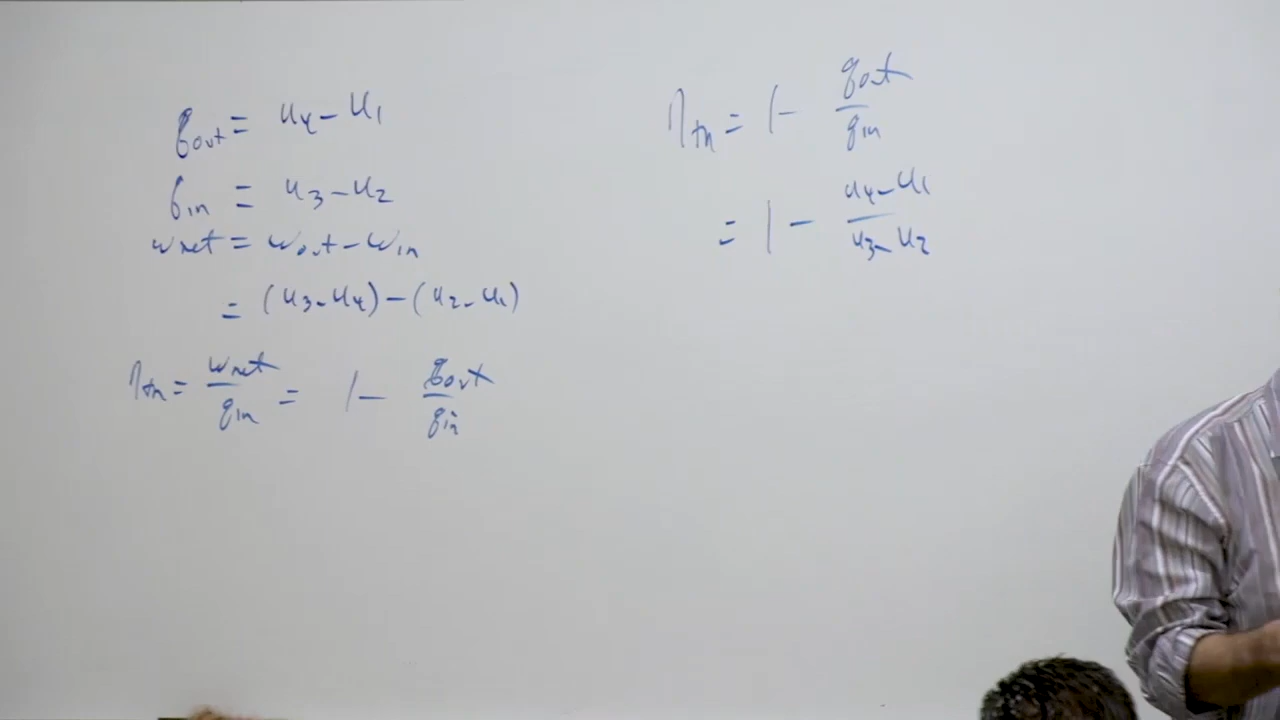 q_out = u_4 - u_1
q_in = u_3 - u_2
w_net = w_out - w_in
= (u_3 - u_4) - (u_2 - u_1)
η_th = w_net / q_in = 1 - q_out / q_in
η_th = 1 - q_out / q_in
= 1 - (u_4 - u_1) / (u_3 - u_2)